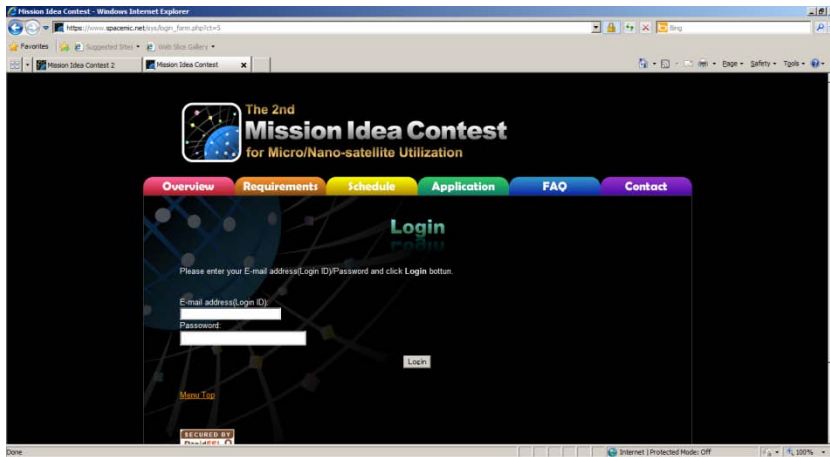 Mission Idea Contest - Windows Internet Explorer
https://www.spacenic.net/sys/login_form.php?ct=5
Bing
Favorites Suggested Sites Web Slice Gallery
Mission Idea Contest 2 Mission Idea Contest x Page Safety Tools
The 2nd
Mission Idea Contest
for Micro/Nano-satellite Utilization
Overview Requirements Schedule Application FAQ Contact
Login
Please enter your E-mail address(Login ID)/Password and click Login bottun.
E-mail address(Login ID):
Passoword:
Login
Menu Top
SECURED BY
RapidSSL
Done Internet | Protected Mode: Off 100%